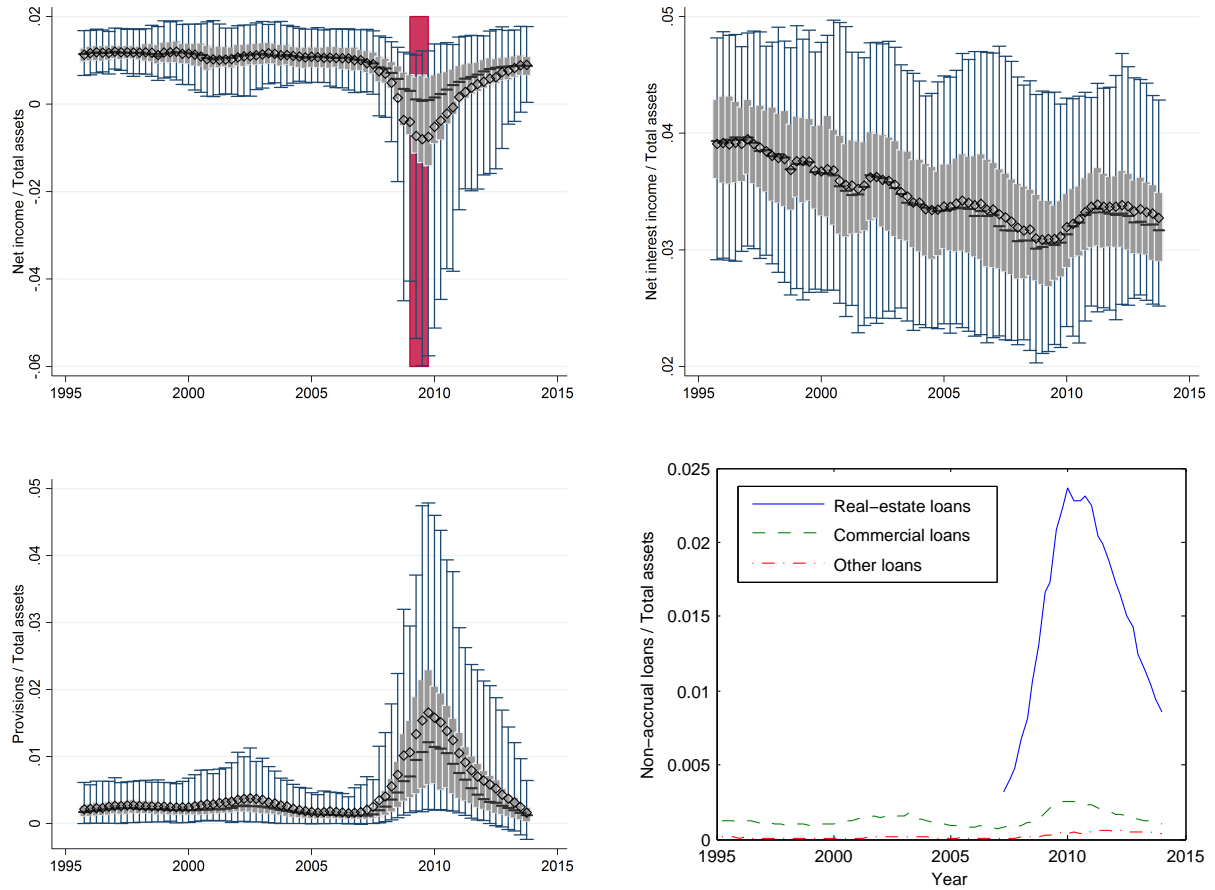 Net income / Total assets
.02
0
-.02
-.04
-.06
1995 2000 2005 2010 2015
Net interest income / Total assets
.05
.04
.03
.02
1995 2000 2005 2010 2015
Provisions / Total assets
.05
.04
.03
.02
.01
0
1995 2000 2005 2010 2015
Non−accrual loans / Total assets
0.025
0.02
0.015
0.01
0.005
0
Real−estate loans
Commercial loans
Other loans
1995 2000 2005 2010 2015
Year